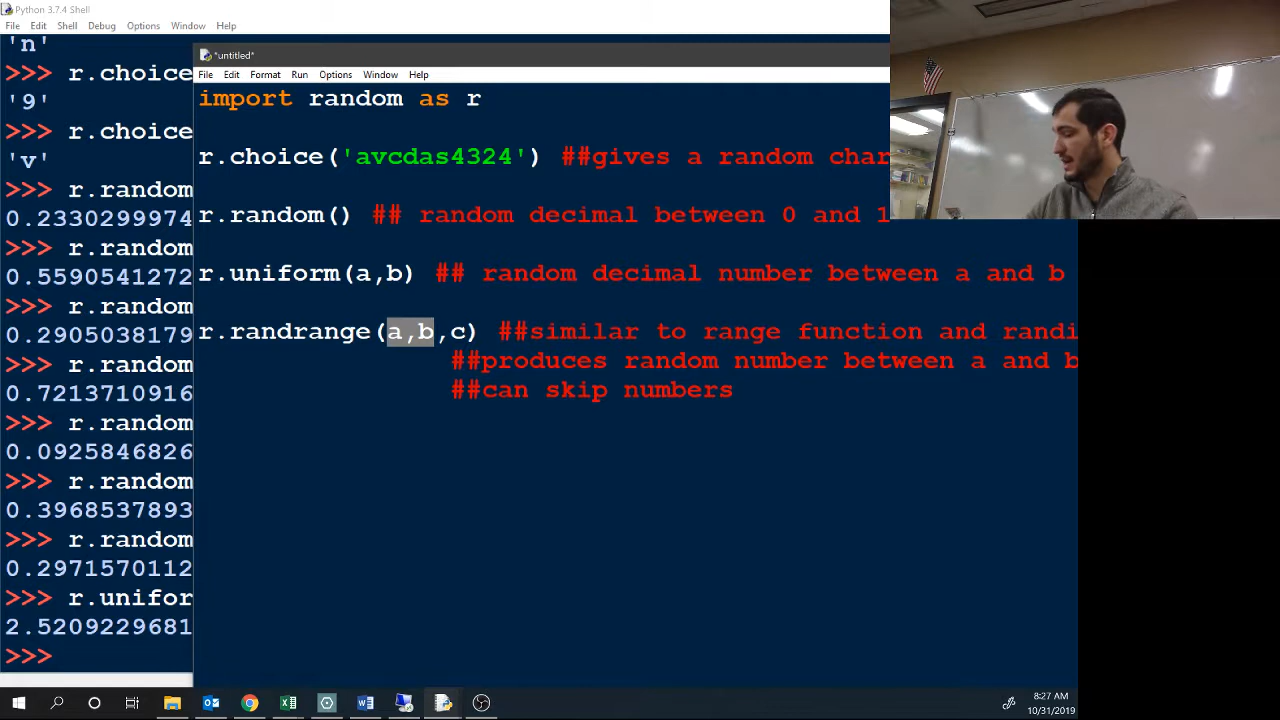 Python 3.7.4 Shell
File Edit Shell Debug Options Window Help
'n'
>>> r.choice
'9'
>>> r.choice
'v'
>>> r.random
0.2330299974
>>> r.random
0.5590541272
>>> r.random
0.2905038179
>>> r.random
0.7213710916
>>> r.random
0.0925846826
>>> r.random
0.3968537893
>>> r.random
0.2971570112
>>> r.unifor
2.5209229681
>>>
*untitled*
File Edit Format Run Options Window Help
import random as r
r.choice('avcdas4324') ##gives a random char
r.random() ## random decimal between 0 and 1
r.uniform(a,b) ## random decimal number between a and b
r.randrange(a,b,c) ##similar to range function and randi
##produces random number between a and b
##can skip numbers
8:27 AM
10/31/2019